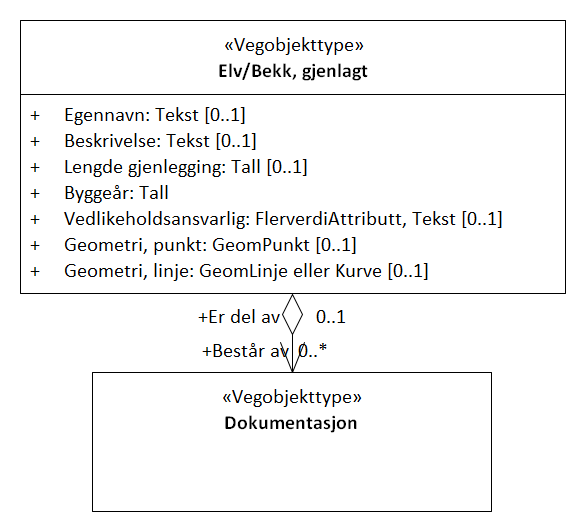 «Vegobjekttype»
Elv/Bekk, gjenlagt
+ Egennavn: Tekst [0..1]
+ Beskrivelse: Tekst [0..1]
+ Lengde gjenlegging: Tall [0..1]
+ Byggeår: Tall
+ Vedlikeholdsansvarlig: FlerverdiAttributt, Tekst [0..1]
+ Geometri, punkt: GeomPunkt [0..1]
+ Geometri, linje: GeomLinje eller Kurve [0..1]
+Er del av 0..1
+Består av 0..*
«Vegobjekttype»
Dokumentasjon